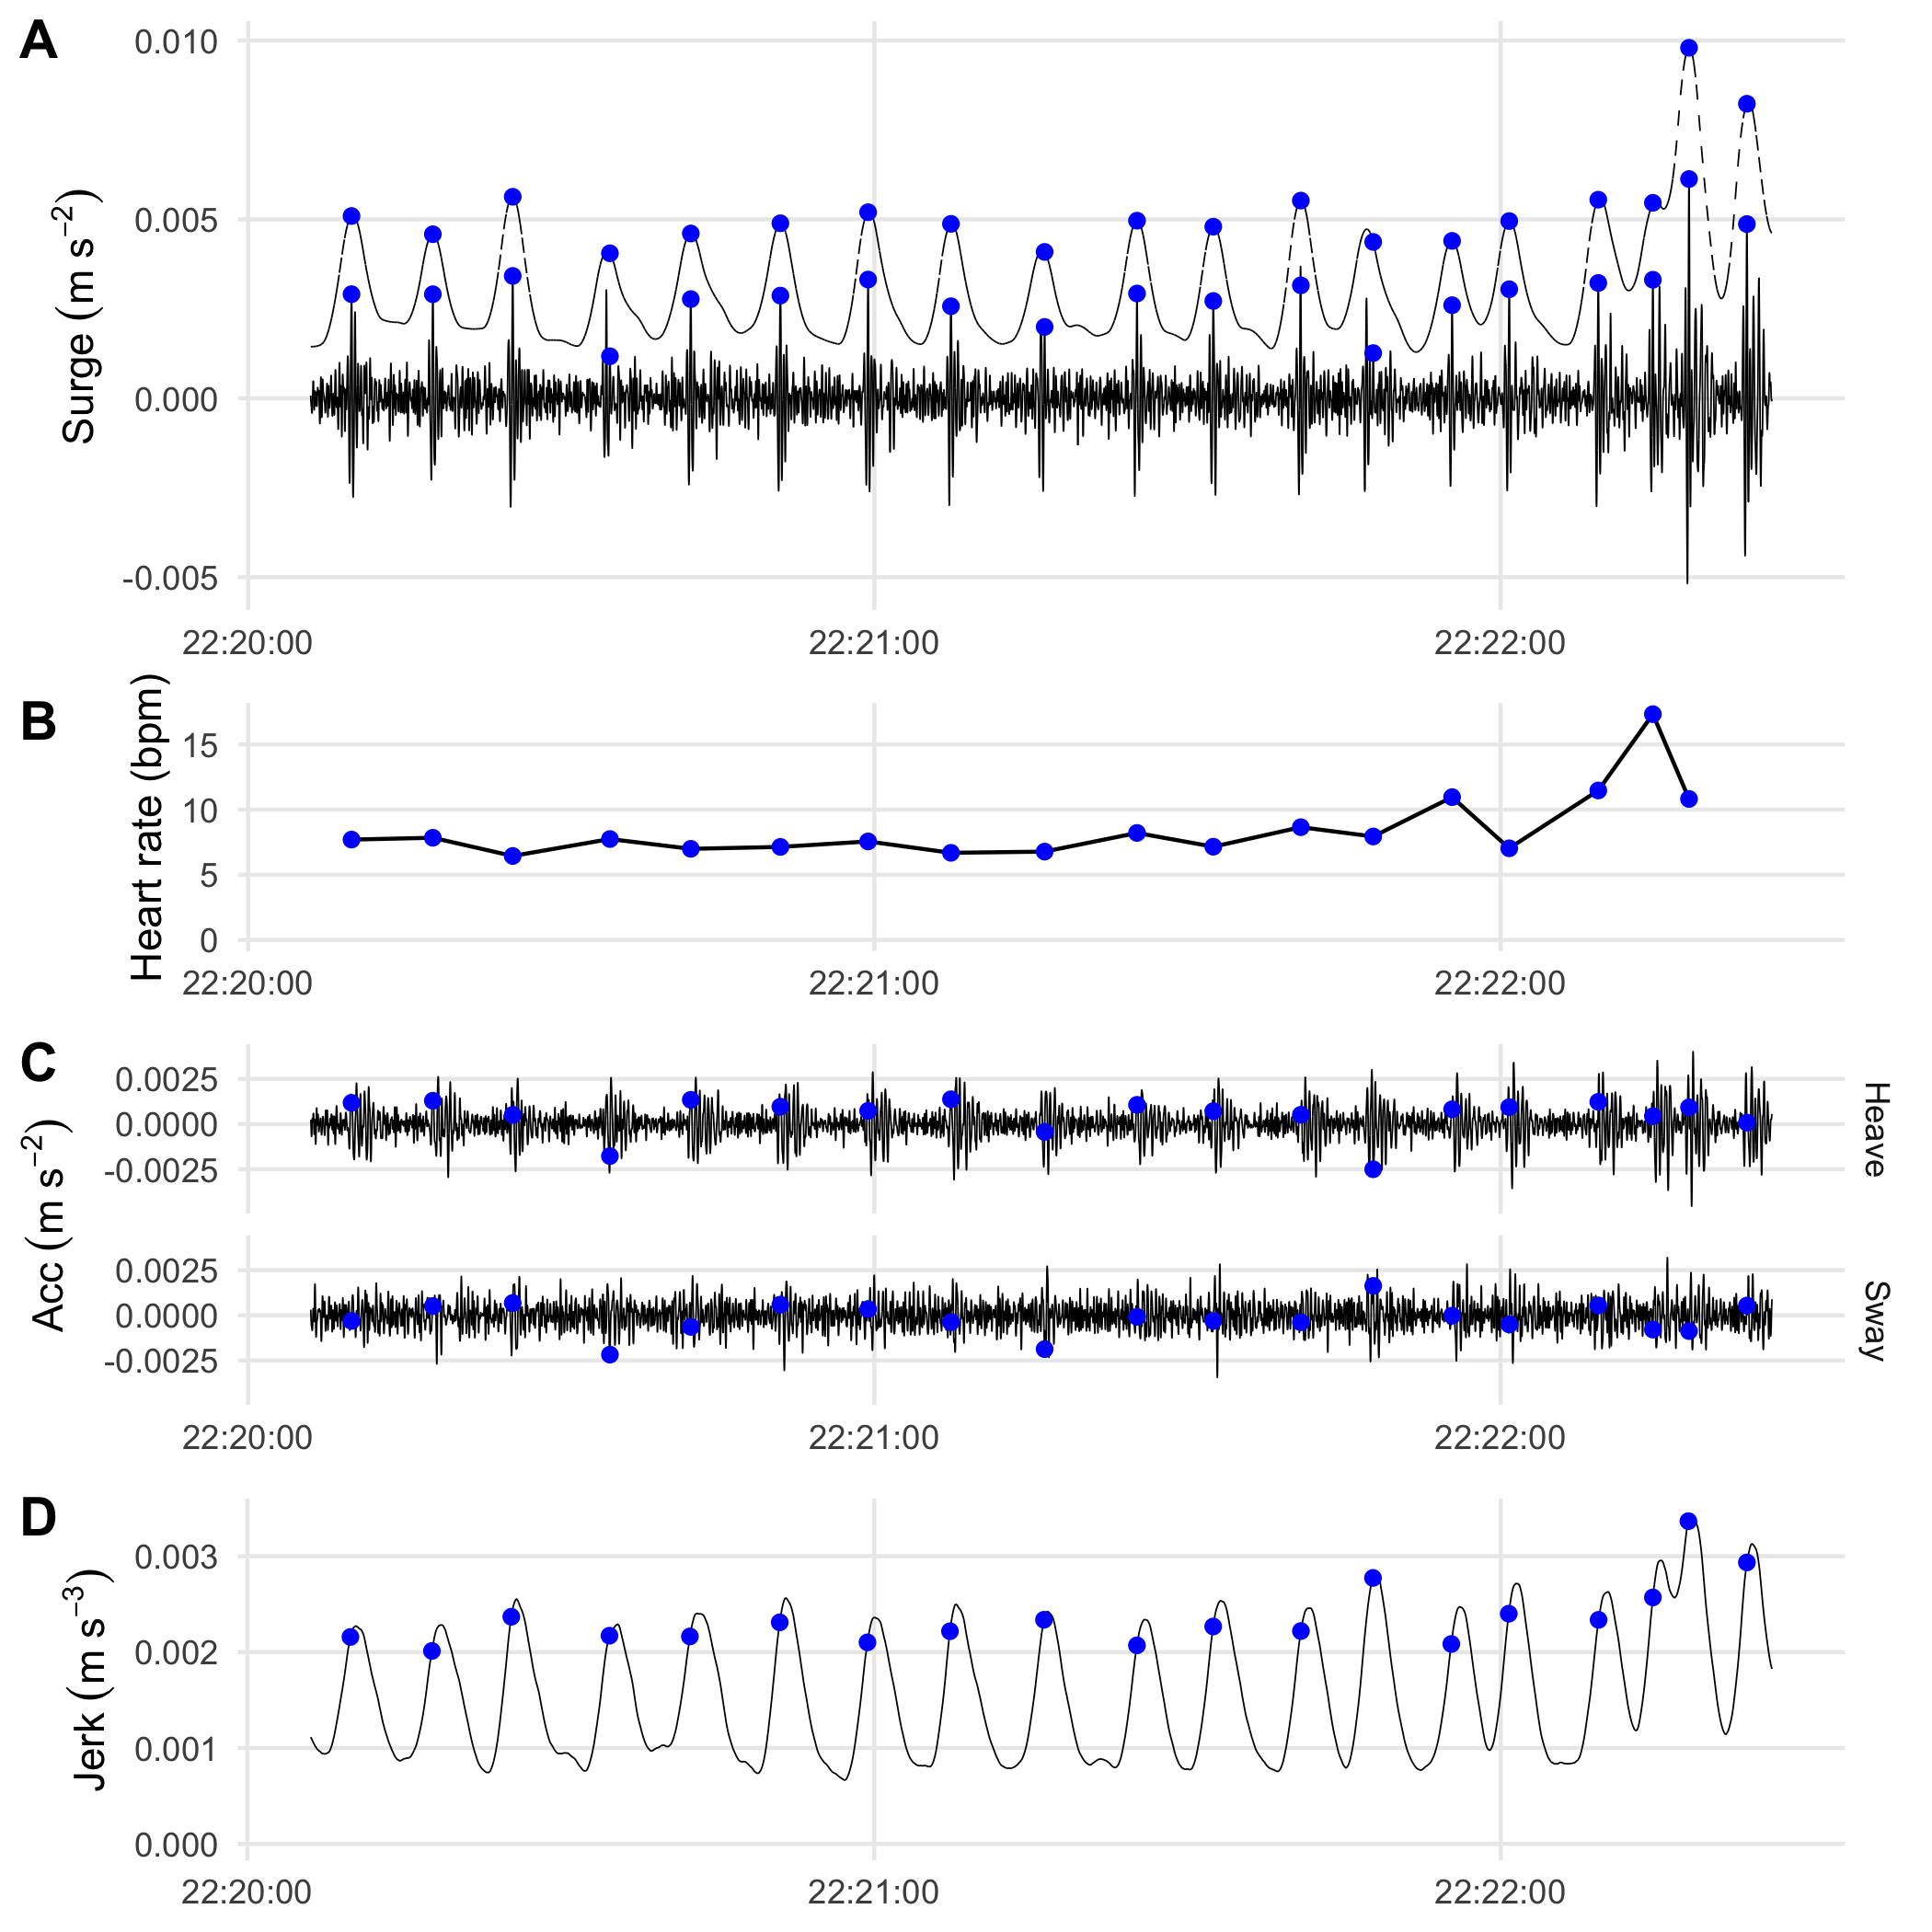 A
Surge (m s⁻²)
0.010
0.005
0.000
-0.005
22:20:00 22:21:00 22:22:00
B
Heart rate (bpm)
15
10
5
0
22:20:00 22:21:00 22:22:00
C
Acc (m s⁻²)
0.0025
0.0000
-0.0025
Heave
0.0025
0.0000
-0.0025
Sway
22:20:00 22:21:00 22:22:00
D
Jerk (m s⁻³)
0.003
0.002
0.001
0.000
22:20:00 22:21:00 22:22:00